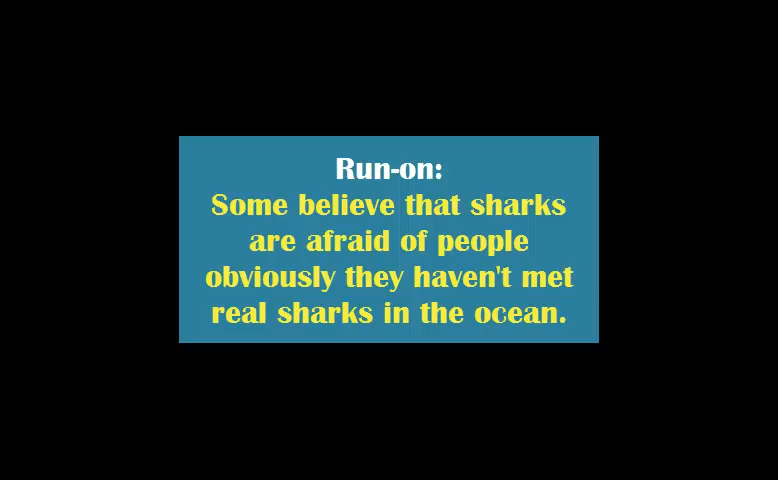 Run-on:
Some believe that sharks
are afraid of people
obviously they haven't met
real sharks in the ocean.